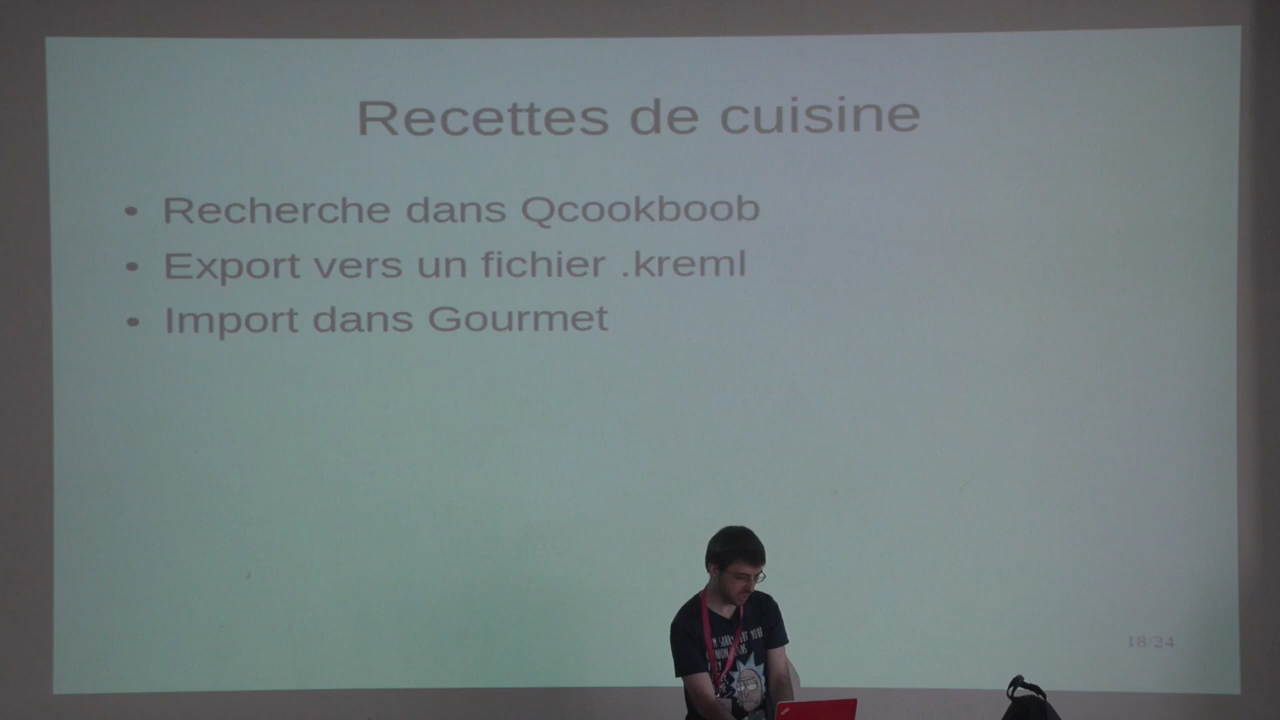 Recettes de cuisine
• Recherche dans Qcookboob
• Export vers un fichier .kreml
• Import dans Gourmet
18/24